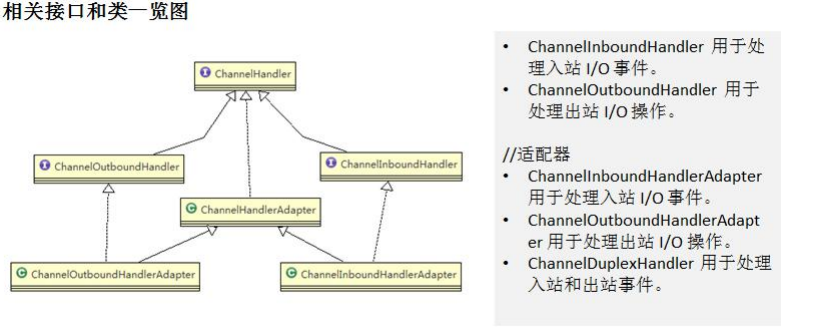 相关接口和类一览图
I ChannelHandler
I ChannelOutboundHandler
I ChannelInboundHandler
C ChannelHandlerAdapter
C ChannelOutboundHandlerAdapter
C ChannelInboundHandlerAdapter
• ChannelInboundHandler 用于处
理入站 I/O 事件。
• ChannelOutboundHandler 用于
处理出站 I/O 操作。
//适配器
• ChannelInboundHandlerAdapter
用于处理入站 I/O 事件。
• ChannelOutboundHandlerAdapt
er 用于处理出站 I/O 操作。
• ChannelDuplexHandler 用于处理
入站和出站事件。